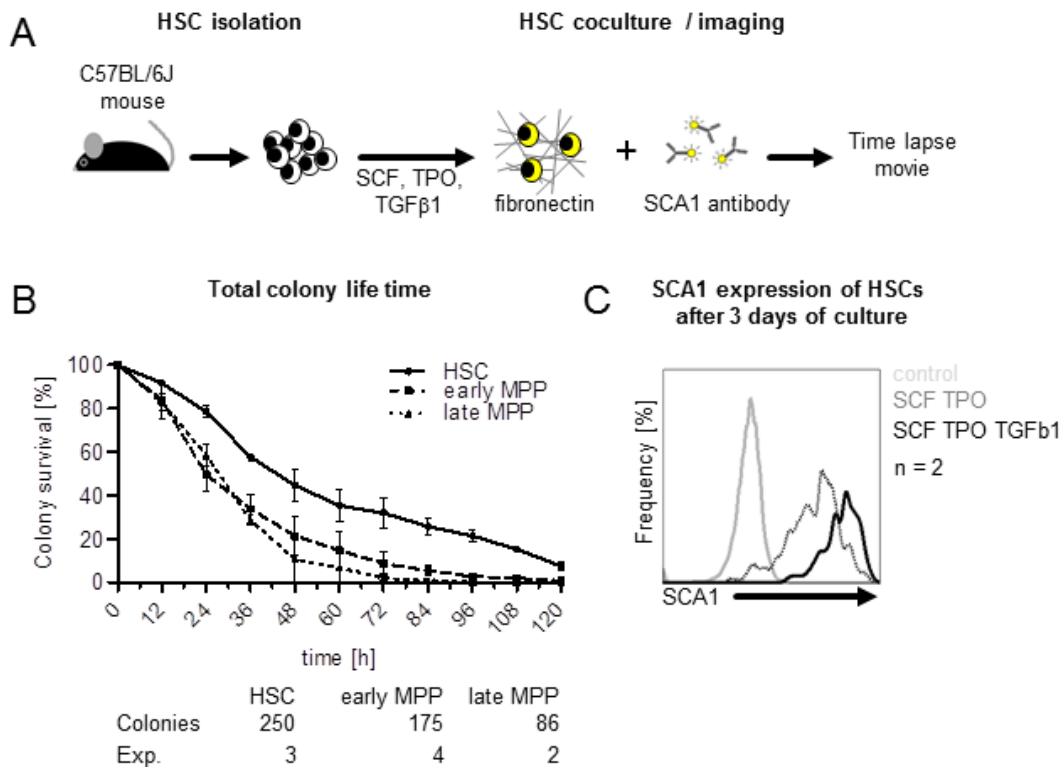 A
HSC isolation
HSC coculture / imaging
C57BL/6J
mouse
SCF, TPO,
TGFβ1
fibronectin
+
SCA1 antibody
Time lapse
movie
B
Total colony life time
Colony survival [%]
100
80
60
40
20
0
HSC
early MPP
late MPP
0 12 24 36 48 60 72 84 96 108 120
time [h]
HSC early MPP late MPP
Colonies 250 175 86
Exp. 3 4 2
C
SCA1 expression of HSCs
after 3 days of culture
Frequency [%]
control
SCF TPO
SCF TPO TGFb1
n = 2
SCA1